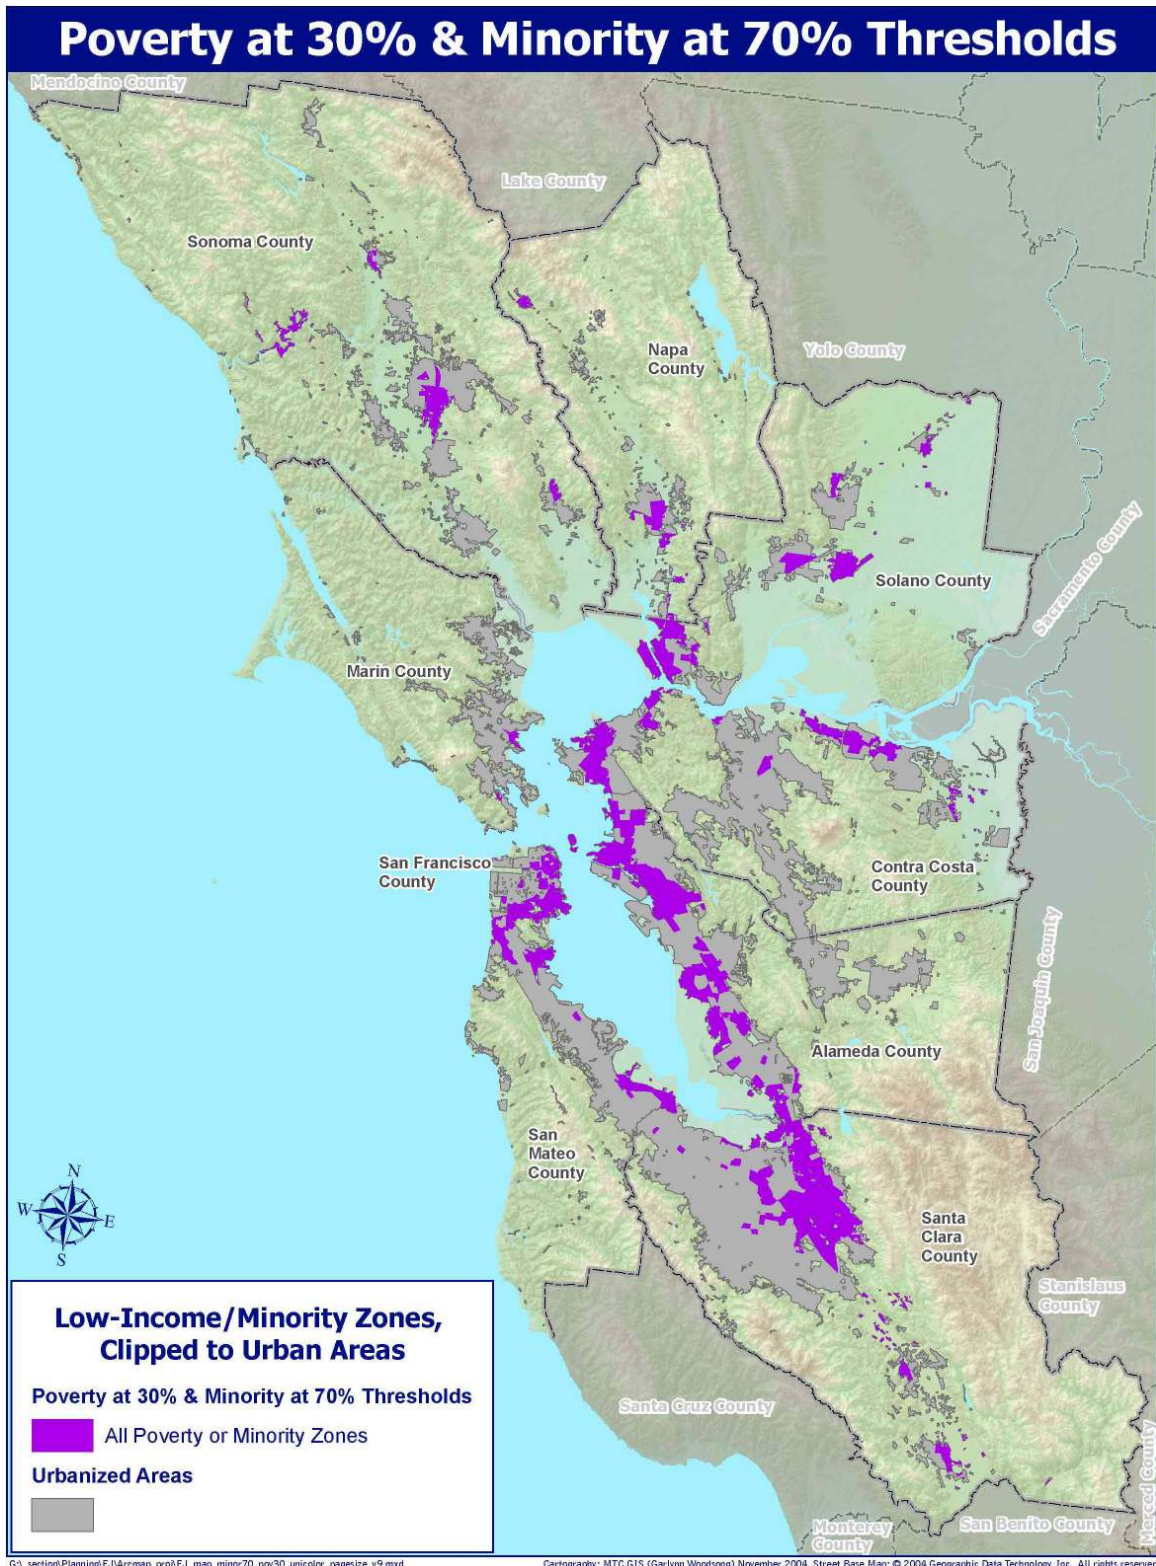 Poverty at 30% & Minority at 70% Thresholds
Mendocino County
Lake County
Sonoma County
Napa
County
Yolo County
Solano County
Sacramento County
Marin County
San Francisco
County
Contra Costa
County
San Joaquin County
Alameda County
San
Mateo
County
Santa
Clara
County
Stanislaus
County
Santa Cruz County
Merced County
Monterey
County
San Benito County
N
W
E
S
Low-Income/Minority Zones,
Clipped to Urban Areas
Poverty at 30% & Minority at 70% Thresholds
All Poverty or Minority Zones
Urbanized Areas
Cartography: MTC GIS (Garlynn Woodsong) November 2004. Street Base Map: © 2004 Geographic Data Technology, Inc. All rights reserved